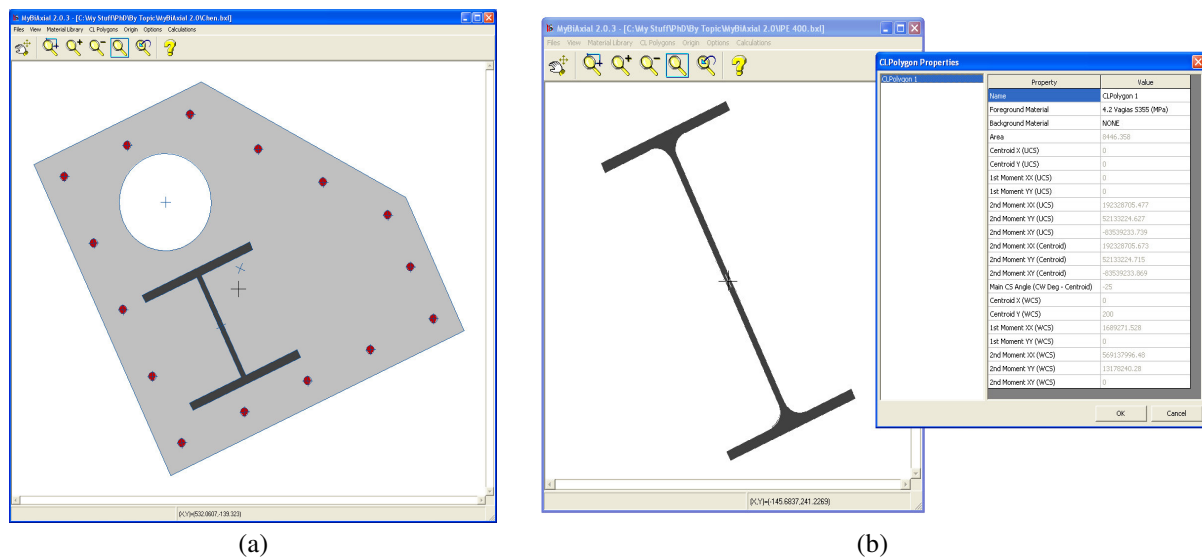 MyBiAxial 2.0.3 - [C:\My Stuff\PhD\By Topic\MyBiAxial 2.0\Chen.bxl]
Files View Material Library CL Polygons Origin Options Calculations
(X,Y)=(532.0607,-139.323)
(a)
MyBiAxial 2.0.3 - [C:\My Stuff\PhD\By Topic\MyBiAxial 2.0\IPE 400.bxl]
Files View Material Library CL Polygons Origin Options Calculations
(X,Y)=(-145.6837,241.2269)
(b)
CLPolygon Properties
CLPolygon 1
Property Value
Name CLPolygon 1
Foreground Material 4.2 Vagias S355 (MPa)
Background Material NONE
Area 8446.358
Centroid X (UCS) 0
Centroid Y (UCS) 0
1st Moment XX (UCS) 0
1st Moment YY (UCS) 0
2nd Moment XX (UCS) 192328705.477
2nd Moment YY (UCS) 52133224.627
2nd Moment XY (UCS) -83539233.739
2nd Moment XX (Centroid) 192328705.673
2nd Moment YY (Centroid) 52133224.715
2nd Moment XY (Centroid) -83539233.869
Main CS Angle (CW Deg - Centroid) -25
Centroid X (WCS) 0
Centroid Y (WCS) 200
1st Moment XX (WCS) 1689271.528
1st Moment YY (WCS) 0
2nd Moment XX (WCS) 569137996.48
2nd Moment YY (WCS) 13178240.28
2nd Moment XY (WCS) 0
OK Cancel